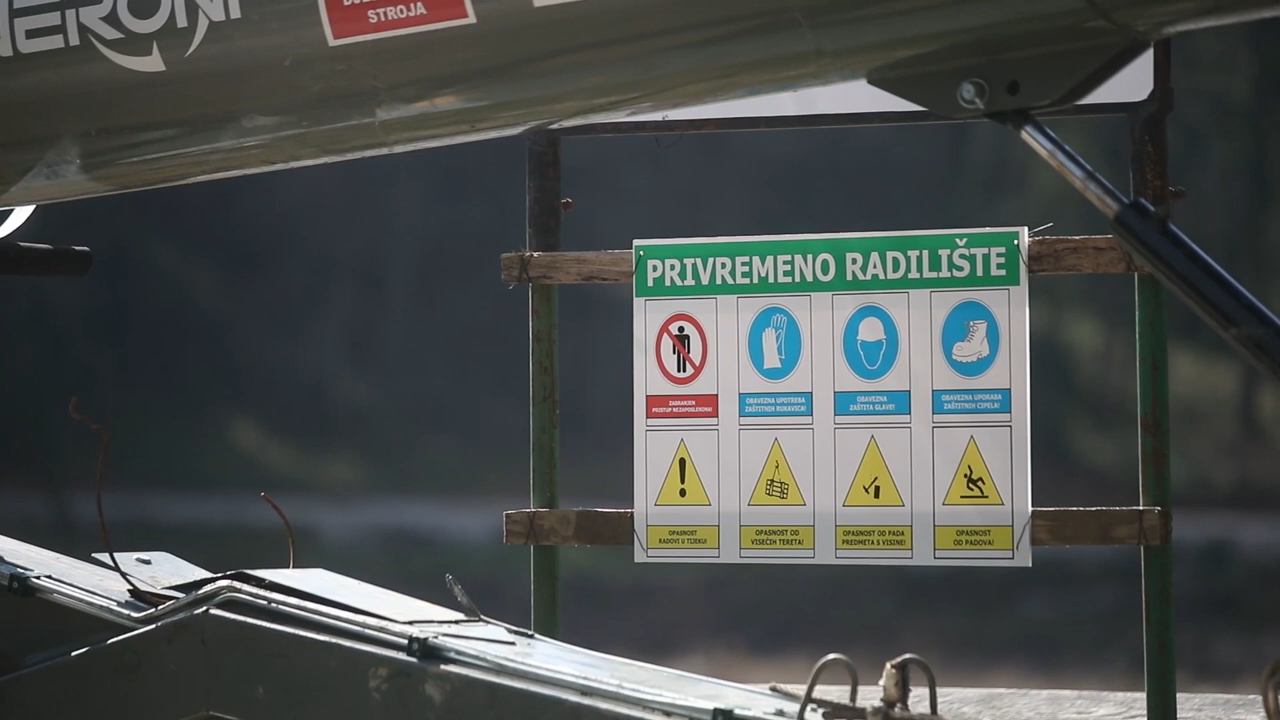 STROJA
PRIVREMENO RADILIŠTE
ZABRANJEN
PRISTUP NEZAPOSLENIMA!
OBAVEZNA UPOTREBA
ZAŠTITNIH RUKAVICA!
OBAVEZNA
ZAŠTITA GLAVE!
OBAVEZNA UPORABA
ZAŠTITNIH CIPELA!
OPASNOST
RADOVI U TIJEKU!
OPASNOST OD
VISEĆIH TERETA!
OPASNOST OD PADA
PREDMETA S VISINE!
OPASNOST
OD PADOVA!